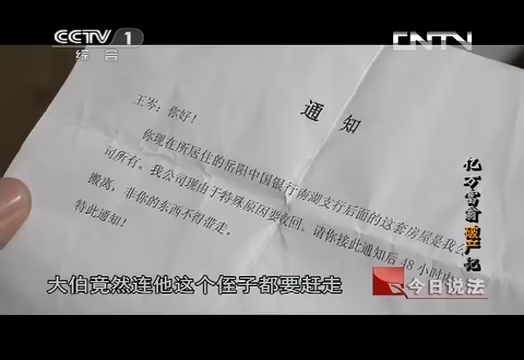 CCTV 1
综合
CNTN
通知
王岑：你好！
你现在所居住的岳阳中国银行南湖支行后面的这套房屋是我公
司所有。我公司现由于特殊原因要收回。请你接此通知后48小时内
搬离，非你的东西不得带走。
特此通知！
亿万富翁破产记
大伯竟然连他这个侄子都要赶走
今日说法